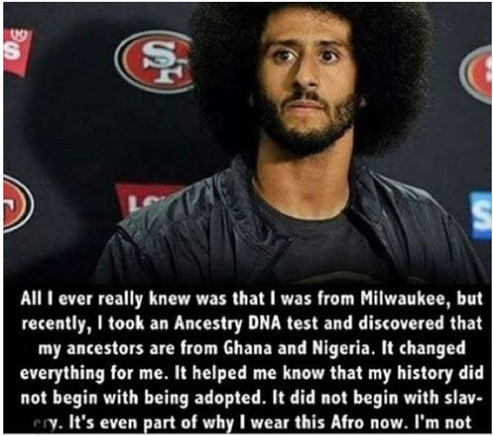 S
SF
LE
S
All I ever really knew was that I was from Milwaukee, but
recently, I took an Ancestry DNA test and discovered that
my ancestors are from Ghana and Nigeria. It changed
everything for me. It helped me know that my history did
not begin with being adopted. It did not begin with slav-
ery. It's even part of why I wear this Afro now. I'm not